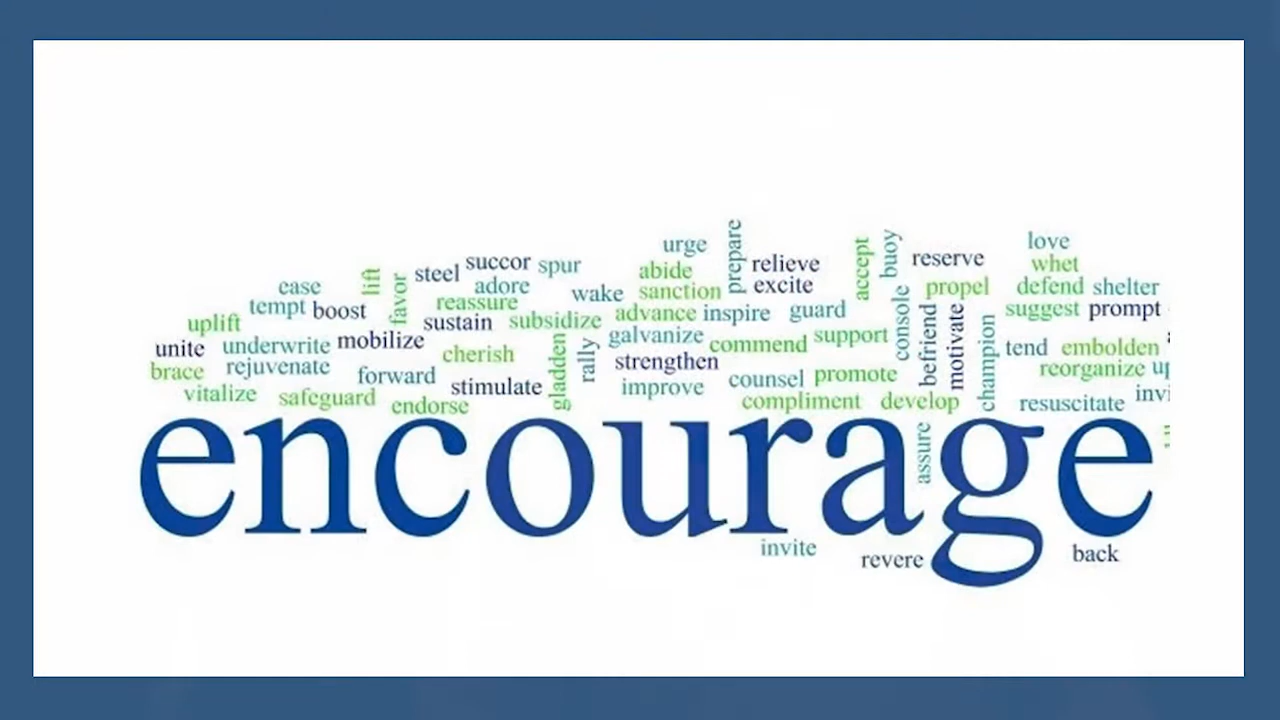 urge
prepare
accept
buoy
love
succor
spur
relieve
reserve
whet
lift
steel
abide
adore
excite
propel
defend
shelter
case
favor
reassure
wake
sanction
tempt
boost
advance
inspire
guard
console
suggest
prompt
uplift
sustain
subsidize
galvanize
commend
support
befriend
motivate
champion
unite
underwrite
mobilize
cherish
gladden
rally
strengthen
tend
embolden
brace
rejuvenate
forward
stimulate
improve
counsel
promote
reorganize
vitalize
safeguard
endorse
compliment
develop
resuscitate
encourage
assure
invite
revere
back